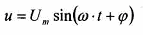 u = U_m sin(ω·t + φ)